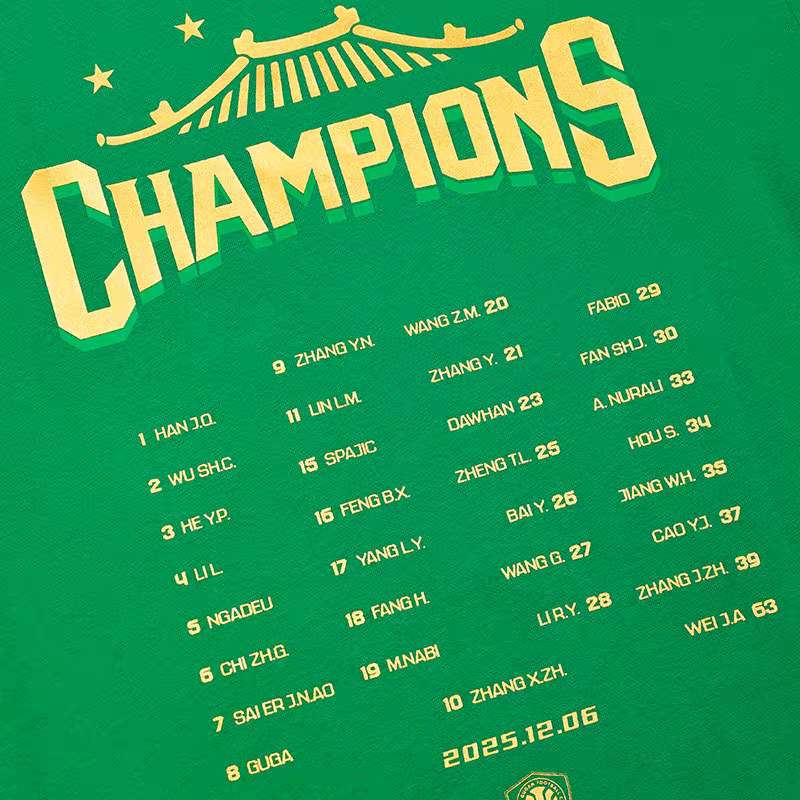 CHAMPIONS
1 HAN J.Q.
2 WU SH.C.
3 HE Y.P.
4 LI L.
5 NGADEU
6 CHI ZH.G.
7 SAI ER J.N.AO
8 GUGA
9 ZHANG Y.N.
11 LIN L.M.
15 SPAJIC
16 FENG B.X.
17 YANG L.Y.
18 FANG H.
19 M.NABI
WANG Z.M. 20
ZHANG Y. 21
DAWHAN 23
ZHENG T.L. 25
BAI Y. 26
WANG G. 27
LI R.Y. 28
FABIO 29
FAN SH.J. 30
A. NURALI 33
HOU S. 34
JIANG W.H. 35
CAO Y.J. 37
ZHANG J.ZH. 39
WEI J.A 63
10 ZHANG X.ZH.
2025.12.06